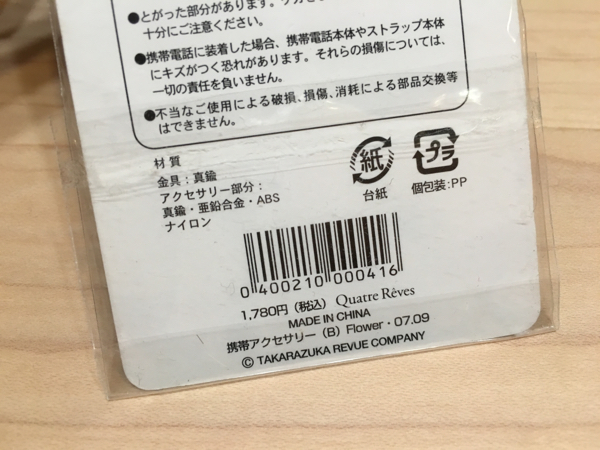 ●とがった部分があります。ケガを
十分にご注意ください。
●携帯電話に装着した場合、携帯電話本体やストラップ本体
にキズがつく恐れがあります。それらの損傷については、
一切の責任を負いません。
●不当なご使用による破損、損傷、消耗による部品交換等
はできません。
材質
金具：真鍮
アクセサリー部分：
真鍮・亜鉛合金・ABS
ナイロン
紙
台紙
プラ
個包装:PP
0400210000416
1,780円（税込） Quatre Rêves
MADE IN CHINA
携帯アクセサリー（B）Flower・07.09
© TAKARAZUKA REVUE COMPANY